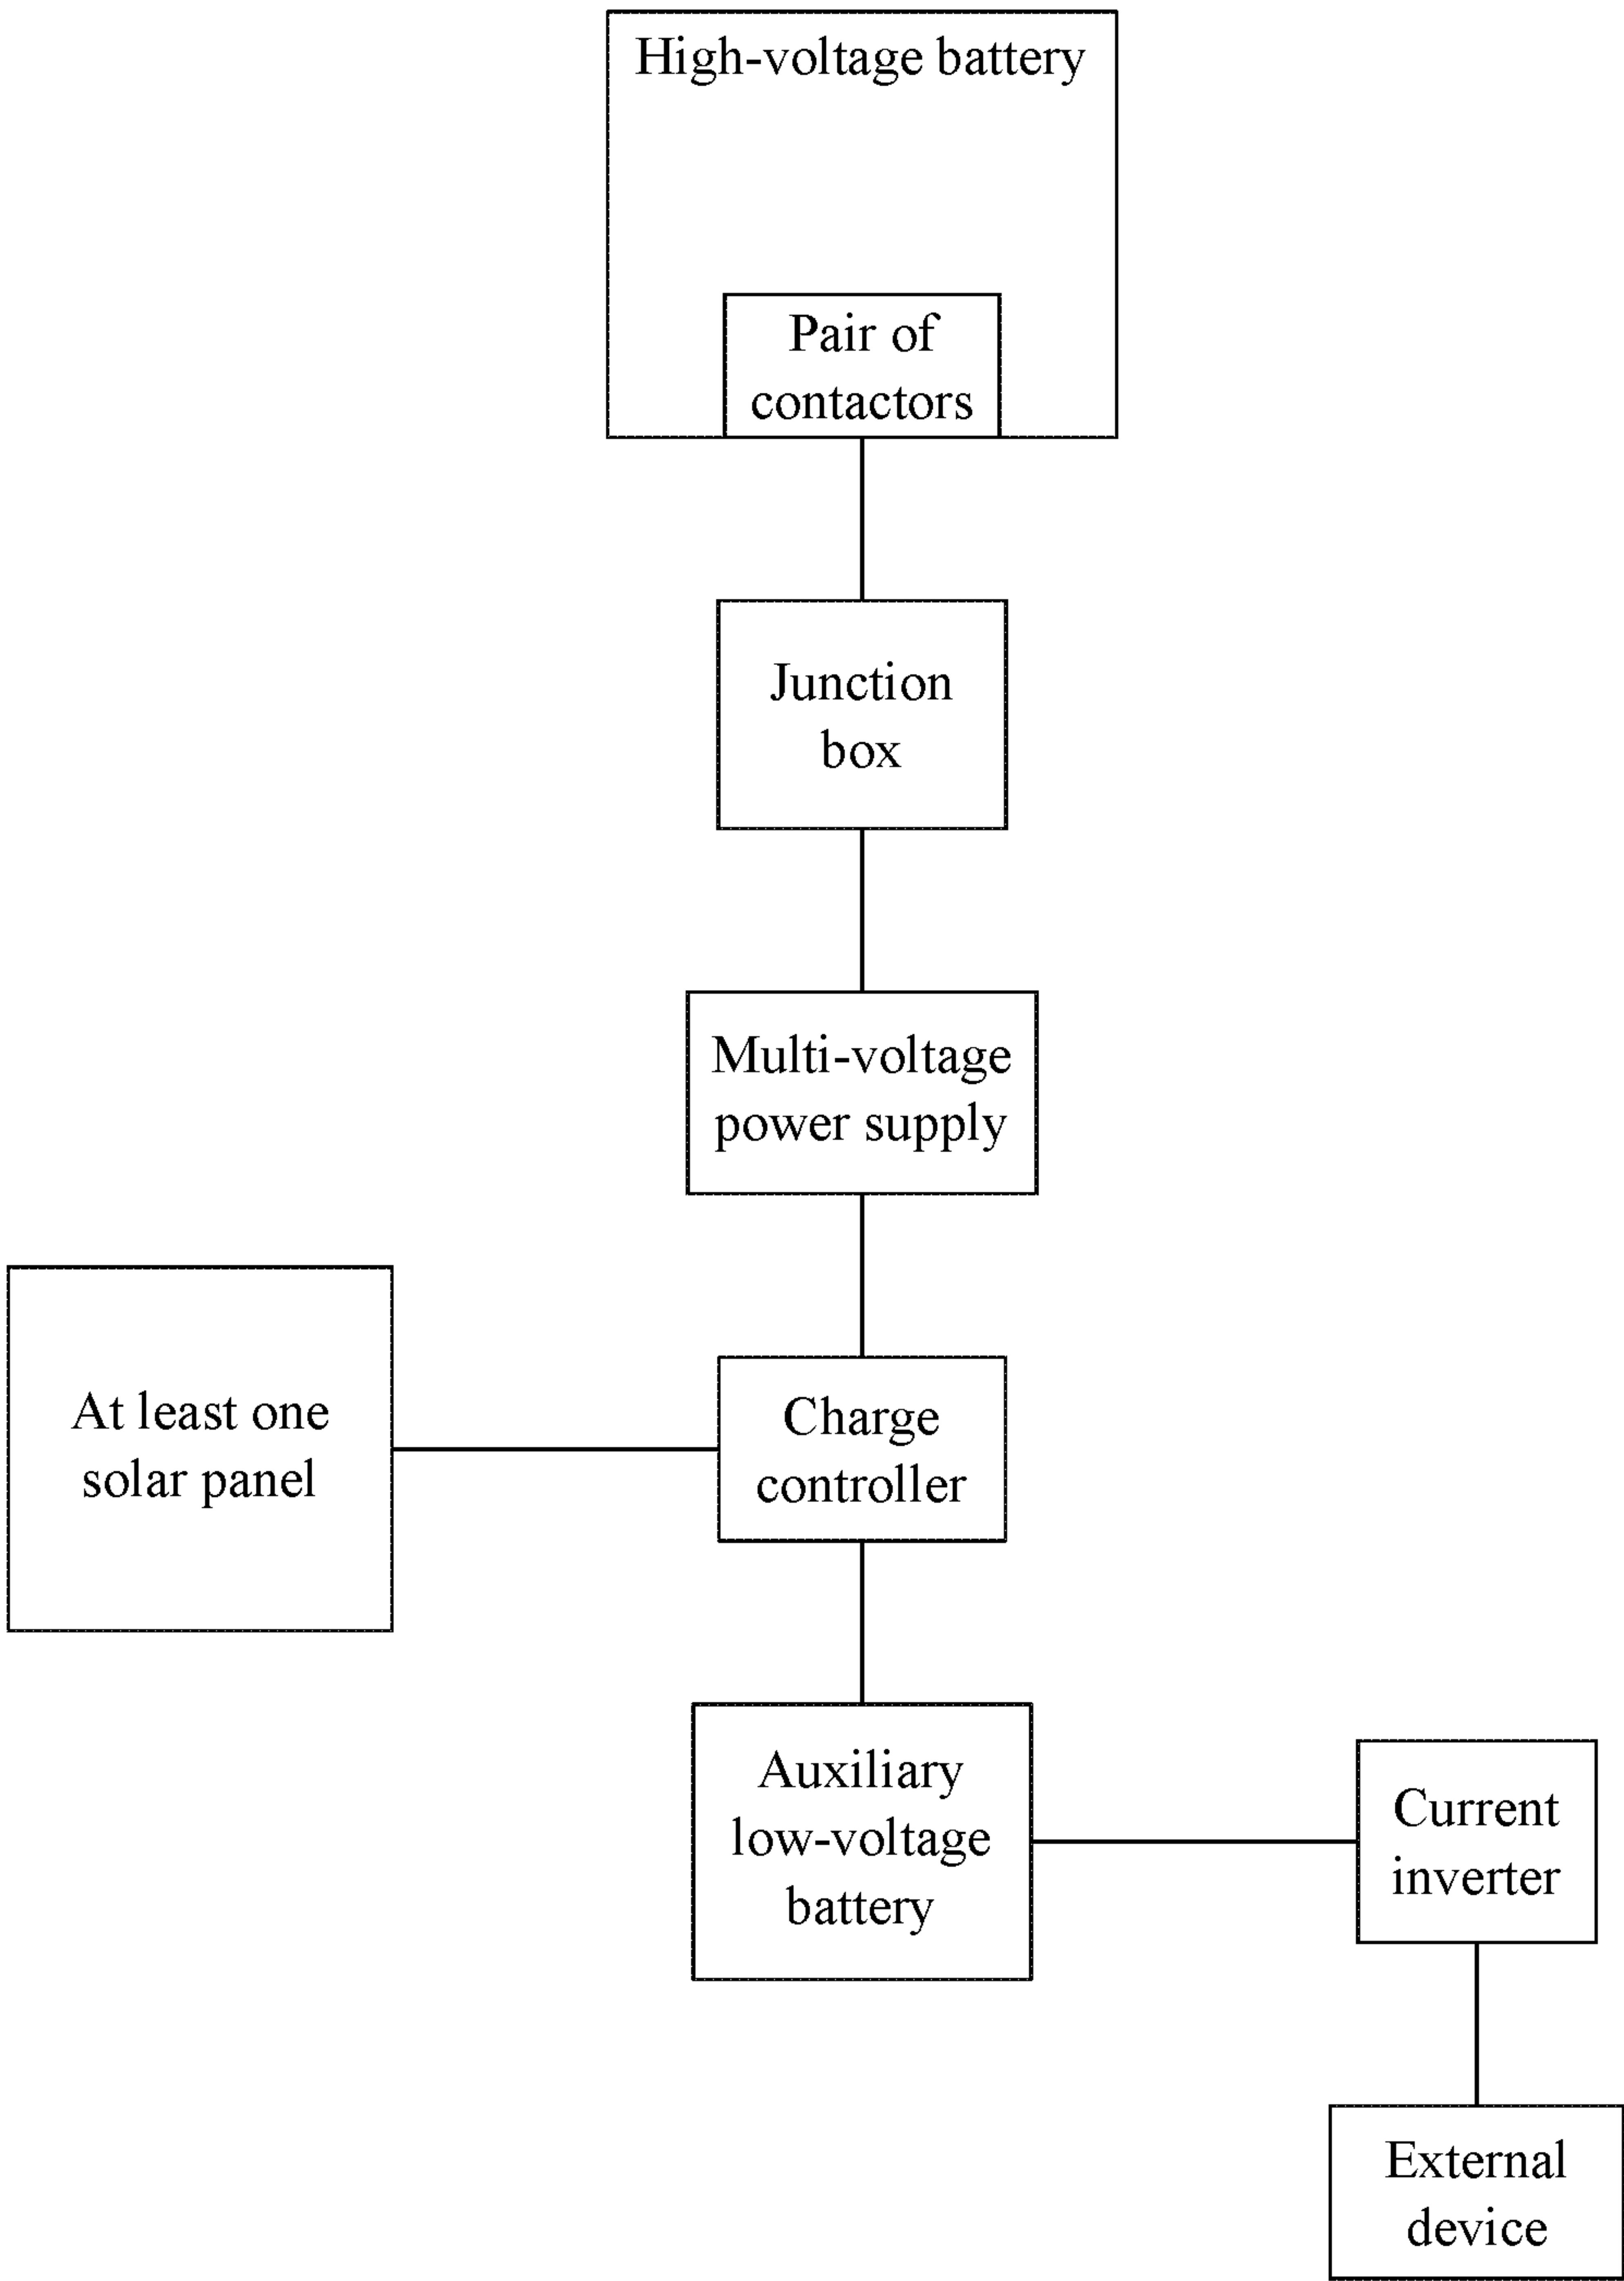 High-voltage battery
Pair of
contactors
Junction
box
Multi-voltage
power supply
At least one
solar panel
Charge
controller
Auxiliary
low-voltage
battery
Current
inverter
External
device